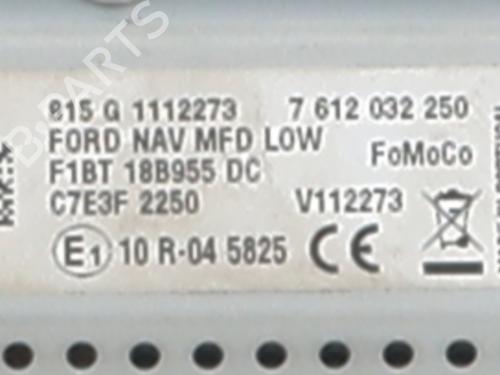 815 G 1112273 7 612 032 250
FORD NAV MFD LOW
FoMoCo
F1BT 18B955 DC
C7E3F 2250 V112273
E1 10 R-04 5825 CE